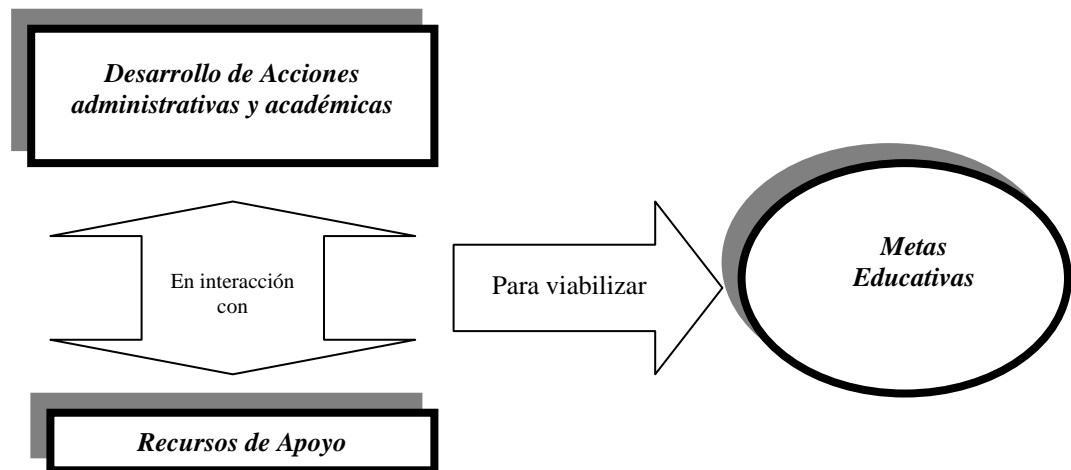 Desarrollo de Acciones
administrativas y académicas
En interacción
con
Para viabilizar
Metas
Educativas
Recursos de Apoyo